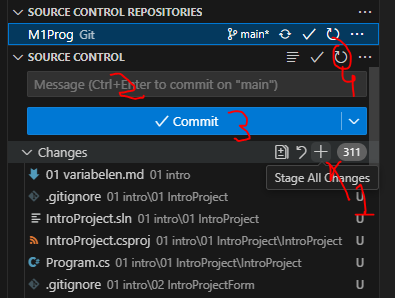 SOURCE CONTROL REPOSITORIES
M1Prog Git main*
SOURCE CONTROL
4
Message (Ctrl+Enter to commit on "main")
2
Commit
3
Changes 311
Stage All Changes
1
01 variabelen.md 01 intro
.gitignore 01 intro\01 IntroProject U
IntroProject.sln 01 intro\01 IntroProject U
IntroProject.csproj 01 intro\01 IntroProject\IntroProject U
Program.cs 01 intro\01 IntroProject\IntroProject U
.gitignore 01 intro\02 IntroProjectForm U